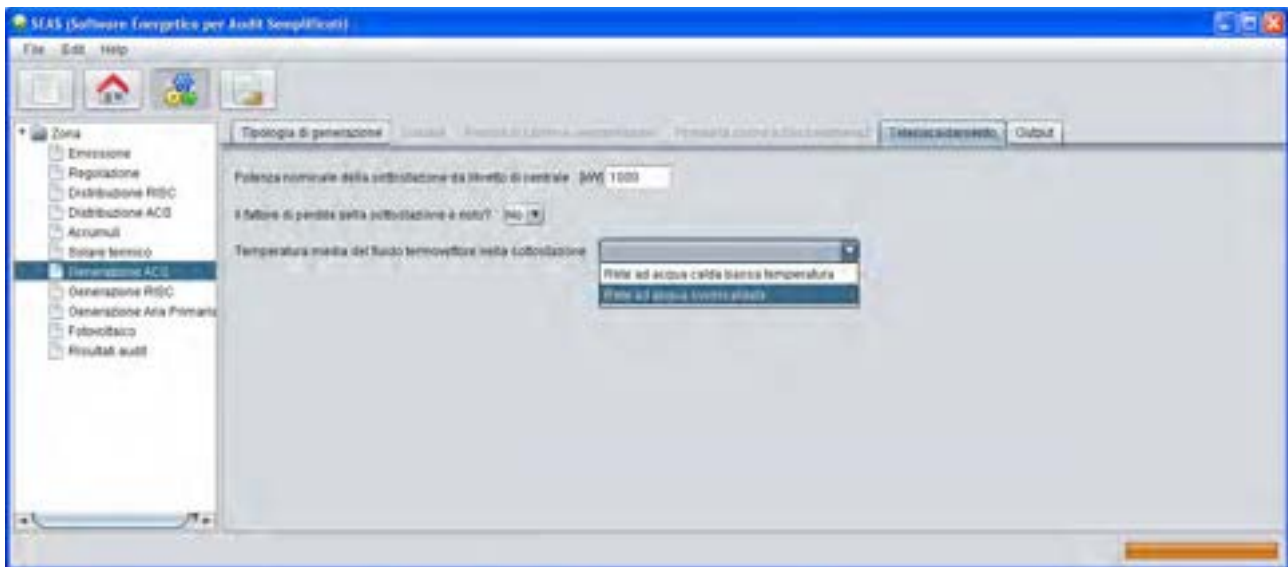 SEAS (Software Energetico per Audit Semplificati)
File Edit Help
Zona
Emissione
Regolazione
Distribuzione RISC
Distribuzione ACS
Accumuli
Solare termico
Generazione ACS
Generazione RISC
Generazione Aria Primaria
Fotovoltaico
Risultati audit
Tipologia di generazione
Teleriscaldamento
Output
Potenza nominale della sottostazione da libretto di centrale [kW] 1000
Il fattore di perdita della sottostazione è noto? No
Temperatura media del fluido termovettore nella sottostazione
Rete ad acqua calda bassa temperatura
Rete ad acqua surriscaldata